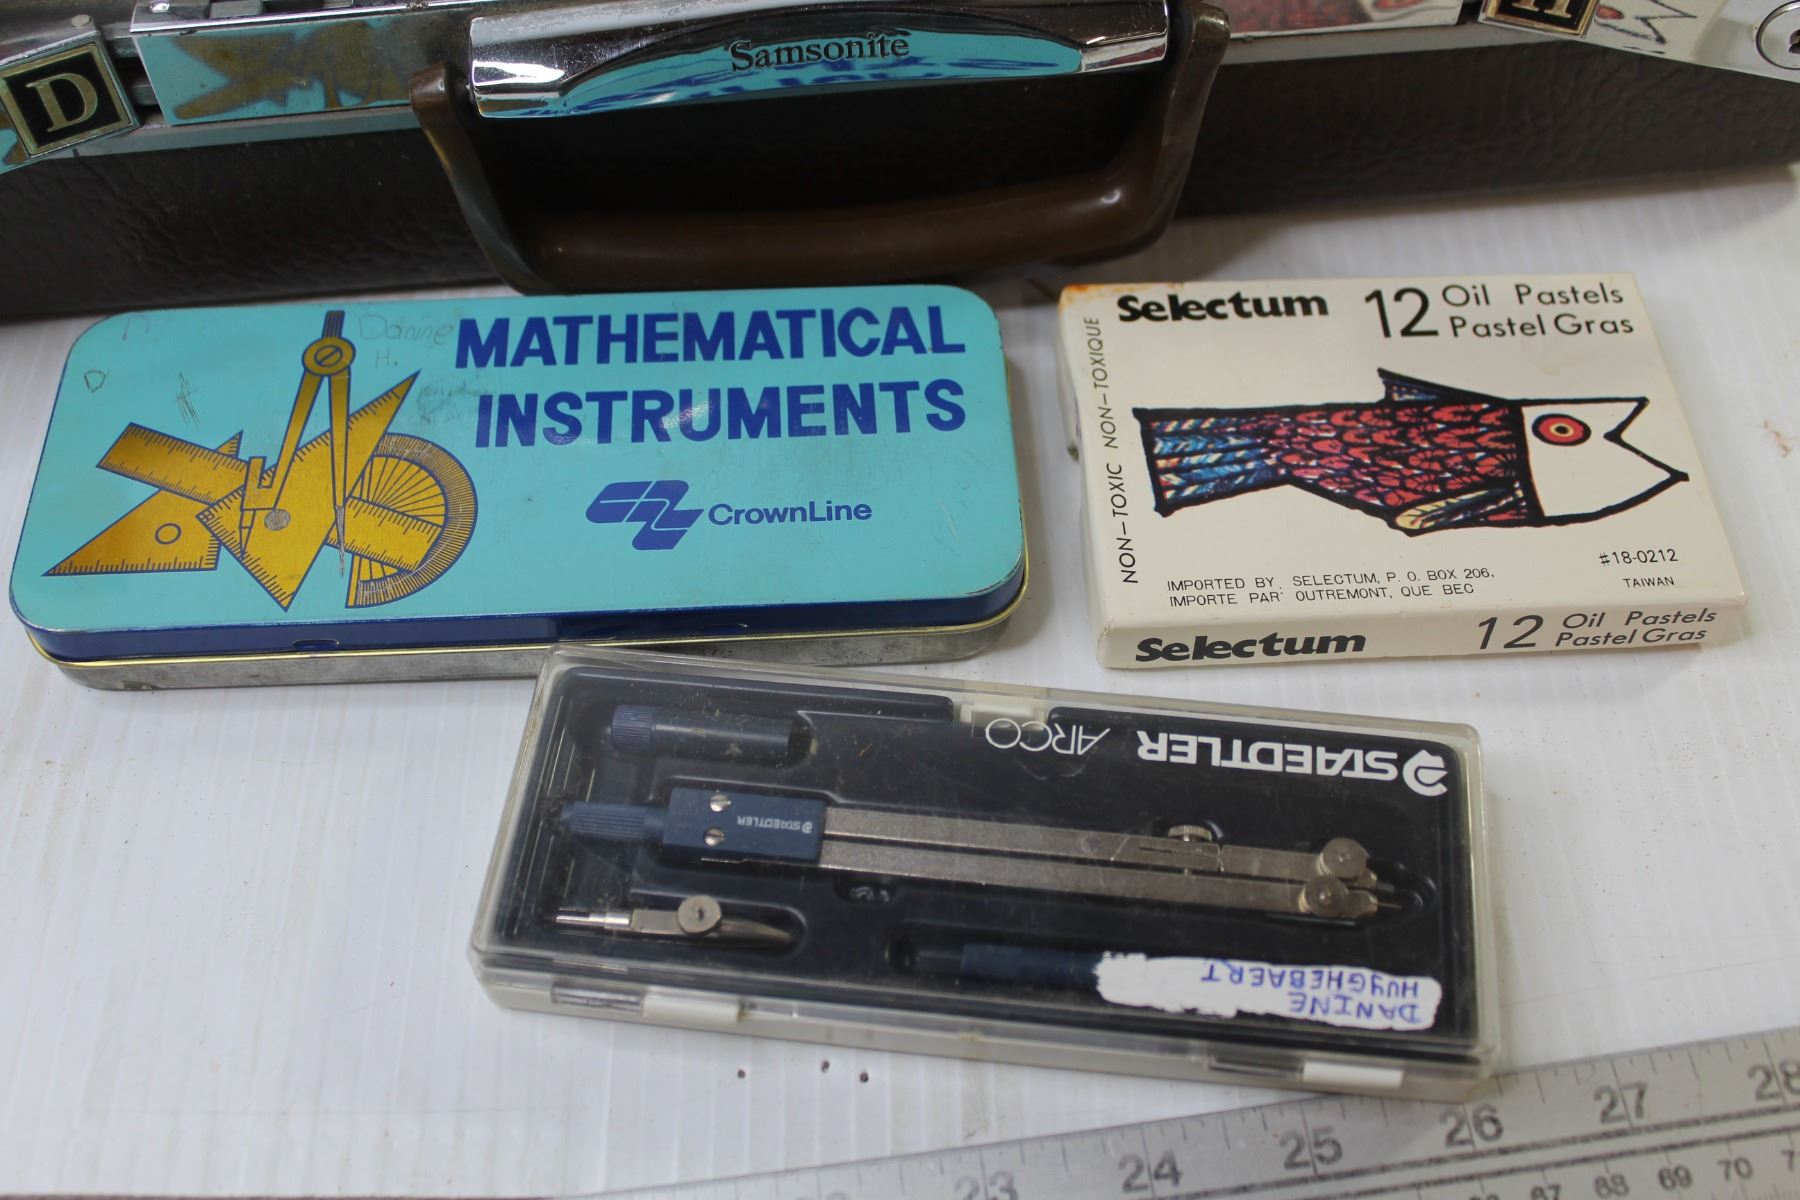 D
Samsonite
H
Danine
H.
D
MATHEMATICAL
INSTRUMENTS
CrownLine
Selectum
12 Oil Pastels
Pastel Gras
NON-TOXIC NON-TOXIQUE
#18-0212
TAIWAN
IMPORTED BY. SELECTUM, P. O. BOX 206,
IMPORTE PAR: OUTREMONT, QUE BEC
Selectum 12 Oil Pastels
Pastel Gras
STAEDTLER ARCO
STAEDTLER
DANINE
HUYGHEBAERT
23 24 25 26 27 28
67 68 69 70